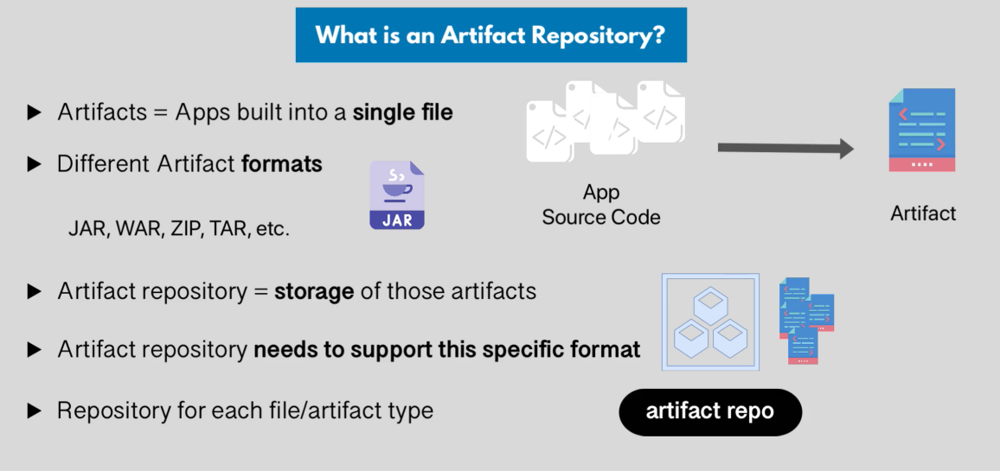 What is an Artifact Repository?
▶ Artifacts = Apps built into a single file
▶ Different Artifact formats
JAR
JAR, WAR, ZIP, TAR, etc.
App
Source Code
Artifact
▶ Artifact repository = storage of those artifacts
▶ Artifact repository needs to support this specific format
▶ Repository for each file/artifact type
artifact repo